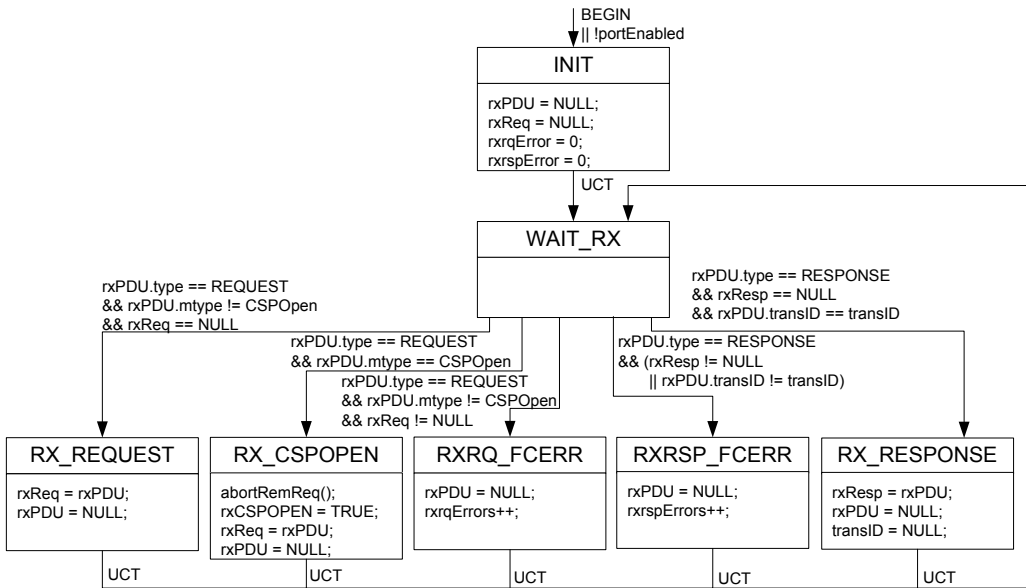 BEGIN
|| !portEnabled
INIT
rxPDU = NULL;
rxReq = NULL;
rxrqError = 0;
rxrspError = 0;
UCT
WAIT_RX
rxPDU.type == REQUEST
&& rxPDU.mtype != CSPOpen
&& rxReq == NULL
rxPDU.type == REQUEST
&& rxPDU.mtype == CSPOpen
rxPDU.type == REQUEST
&& rxPDU.mtype != CSPOpen
&& rxReq != NULL
rxPDU.type == RESPONSE
&& (rxResp != NULL
|| rxPDU.transID != transID)
rxPDU.type == RESPONSE
&& rxResp == NULL
&& rxPDU.transID == transID
RX_REQUEST
rxReq = rxPDU;
rxPDU = NULL;
UCT
RX_CSPOPEN
abortRemReq();
rxCSPOPEN = TRUE;
rxReq = rxPDU;
rxPDU = NULL;
UCT
RXRQ_FCERR
rxPDU = NULL;
rxrqErrors++;
UCT
RXRSP_FCERR
rxPDU = NULL;
rxrspErrors++;
UCT
RX_RESPONSE
rxResp = rxPDU;
rxPDU = NULL;
transID = NULL;
UCT